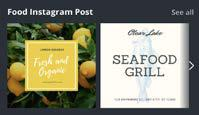 Food Instagram Post
See all
Fresh and
Organic
Clear Lake
SEAFOOD
GRILL